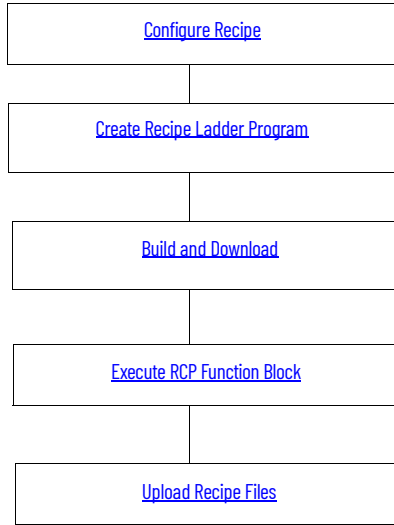 Configure Recipe
Create Recipe Ladder Program
Build and Download
Execute RCP Function Block
Upload Recipe Files